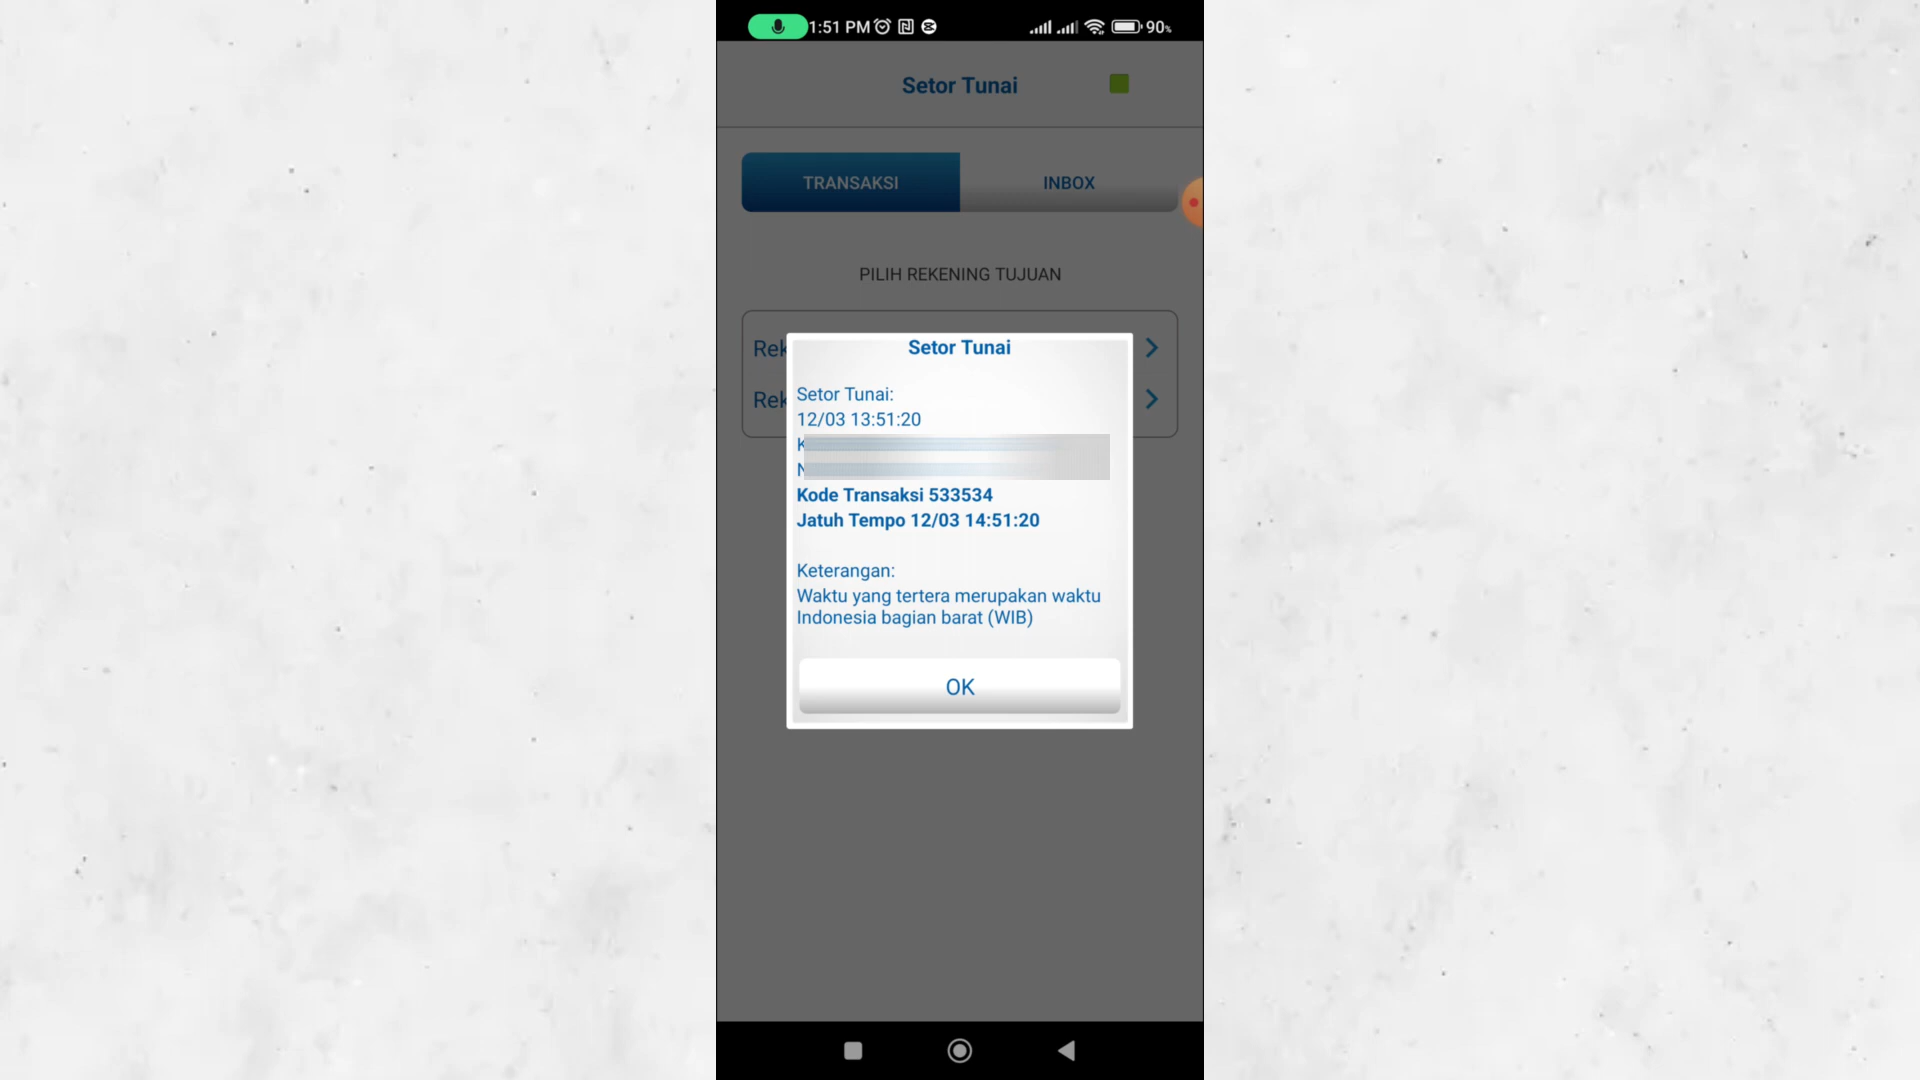 1:51 PM
90%
Setor Tunai
TRANSAKSI
INBOX
PILIH REKENING TUJUAN
Setor Tunai
Setor Tunai:
12/03 13:51:20
Kode Transaksi 533534
Jatuh Tempo 12/03 14:51:20
Keterangan:
Waktu yang tertera merupakan waktu
Indonesia bagian barat (WIB)
OK